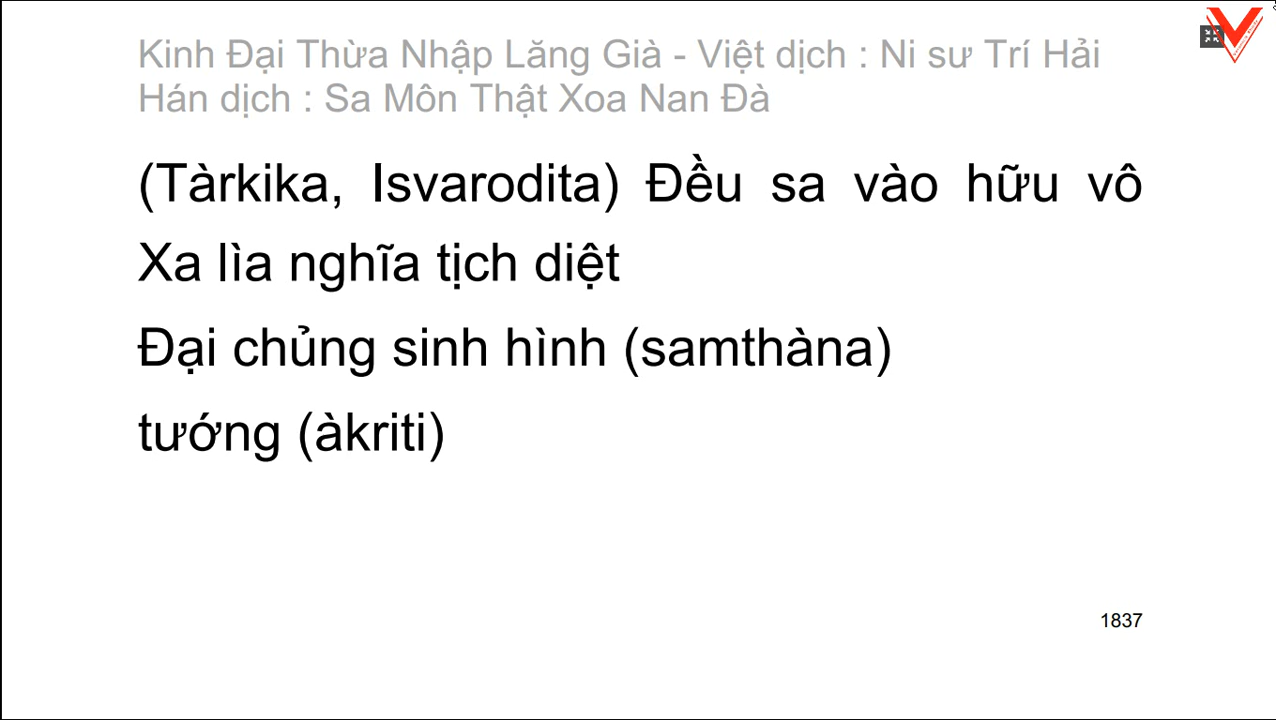 Kinh Đại Thừa Nhập Lăng Già - Việt dịch : Ni sư Trí Hải
Hán dịch : Sa Môn Thật Xoa Nan Đà
(Tàrkika, Isvarodita) Đều sa vào hữu vô
Xa lìa nghĩa tịch diệt
Đại chủng sinh hình (samthàna)
tướng (àkriti)
1837